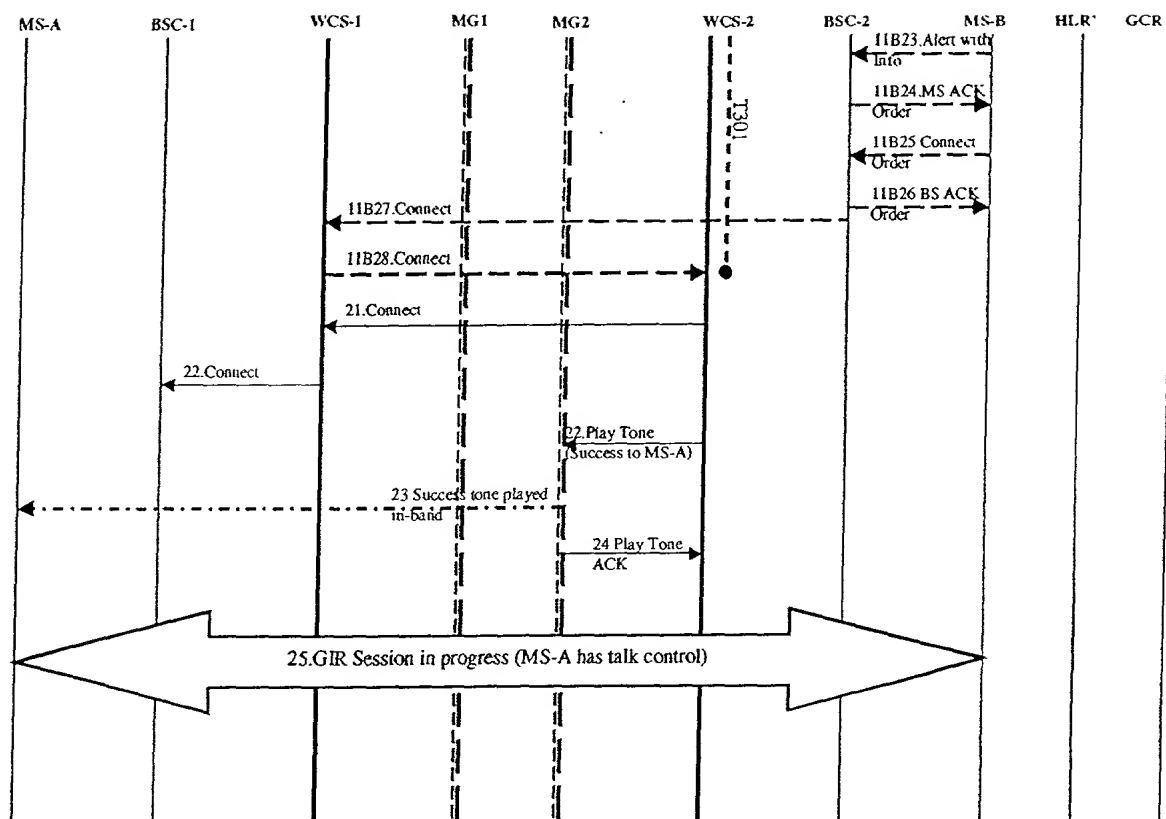 MS-A BSC-1 WCS-1 MG1 MG2 WCS-2 BSC-2 MS-B HLR' GCR
11B23.Alert with
Info
T301
11B24.MS ACK
Order
11B25 Connect
Order
11B26 BS ACK
Order
11B27.Connect
11B28.Connect
21.Connect
22.Connect
22.Play Tone
(Success to MS-A)
23 Success tone played
in-band
24 Play Tone
ACK
25.GIR Session in progress (MS-A has talk control)